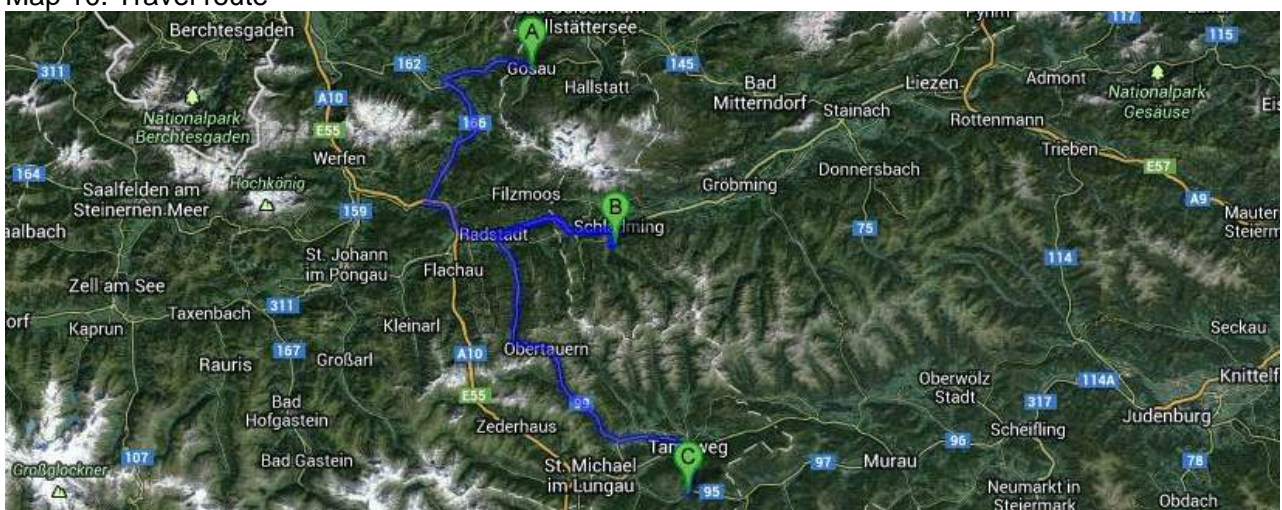 Map 10: Travel route
Berchtesgaden
Hallstättersee
Pyhrn
117
115
311
162
A
Gosau
145
Hallstatt
Bad
Mitterndorf
Liezen
Admont
Nationalpark
Gesäuse
A10
Nationalpark
Berchtesgaden
E55
166
Stainach
Rottenmann
Werfen
Trieben
E57
164
Saalfelden am
Steinernen Meer
Hochkönig
159
Filzmoos
Gröbming
Donnersbach
A9
B
Schladming
Radstadt
75
St. Johann
im Pongau
Flachau
114
Zell am See
311
Taxenbach
Kaprun
Kleinarl
Seckau
167
Rauris
Großarl
A10
Obertauern
E55
Oberwölz
Stadt
114A
Knittelf
Bad
Hofgastein
99
317
Judenburg
Zederhaus
Scheifling
107
Bad Gastein
Tamsweg
96
Großglockner
St. Michael
im Lungau
C
95
97
Murau
78
Neumarkt in
Steiermark
Obdach